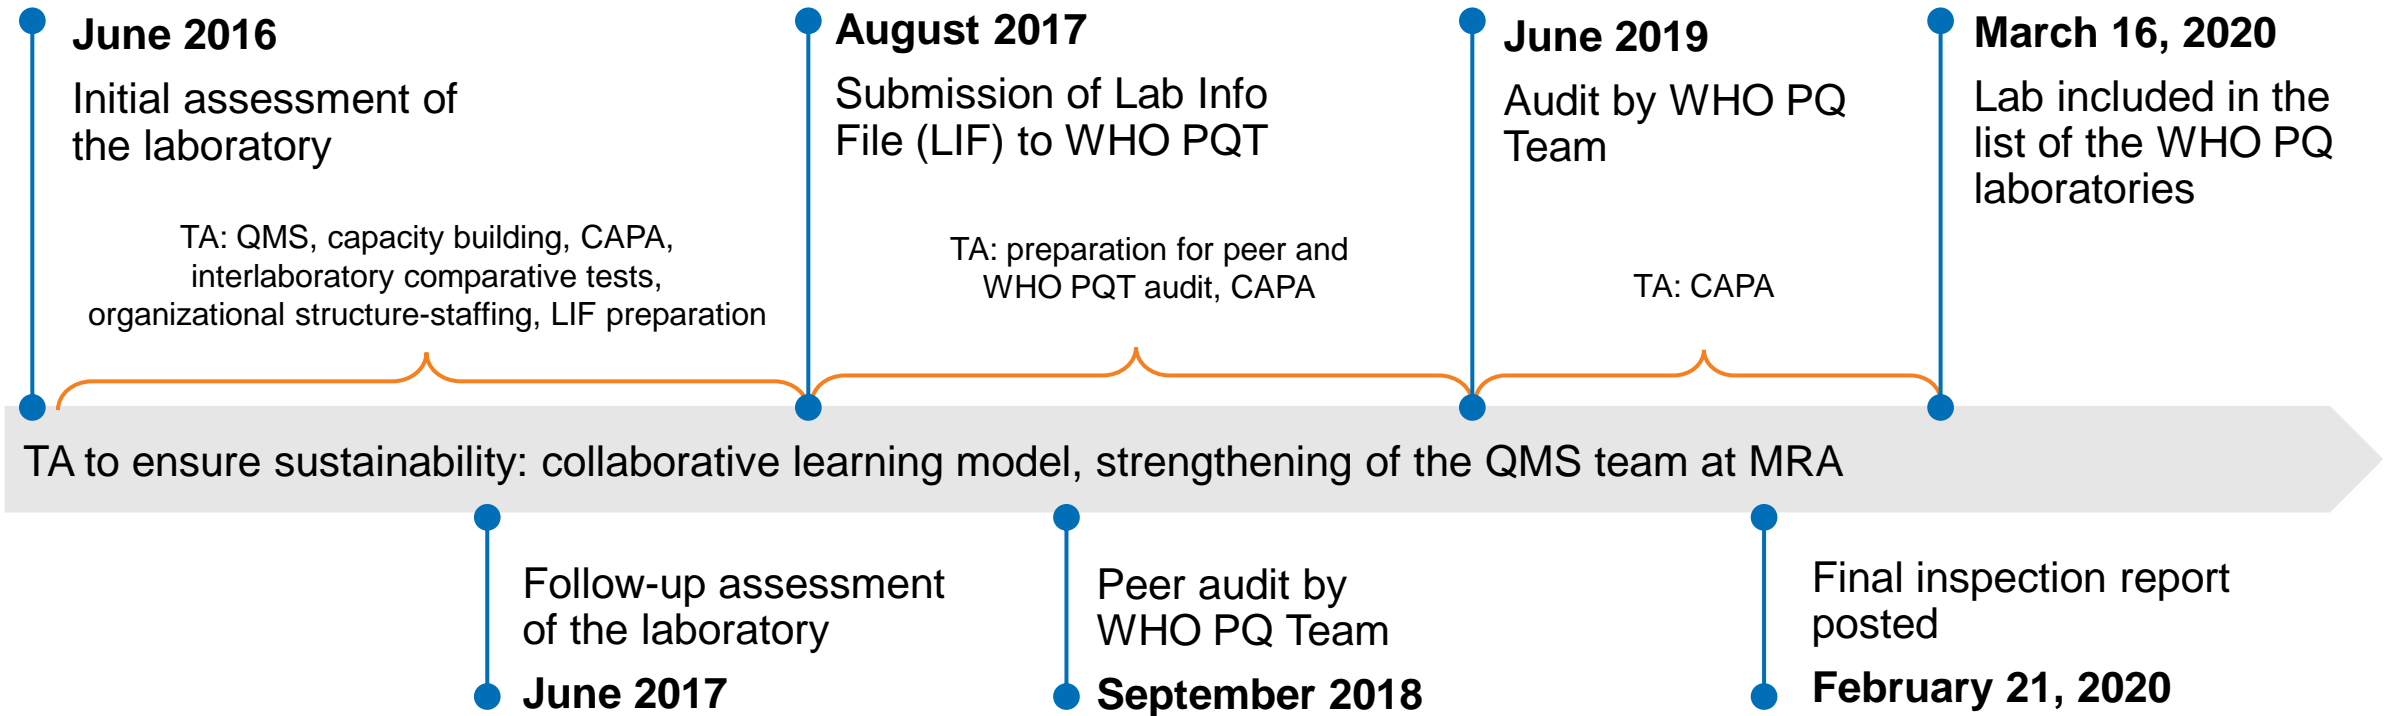 June 2016
Initial assessment of
the laboratory
August 2017
Submission of Lab Info
File (LIF) to WHO PQT
June 2019
Audit by WHO PQ
Team
March 16, 2020
Lab included in the
list of the WHO PQ
laboratories
TA: QMS, capacity building, CAPA,
interlaboratory comparative tests,
organizational structure-staffing, LIF preparation
TA: preparation for peer and
WHO PQT audit, CAPA
TA: CAPA
TA to ensure sustainability: collaborative learning model, strengthening of the QMS team at MRA
Follow-up assessment
of the laboratory
June 2017
Peer audit by
WHO PQ Team
September 2018
Final inspection report
posted
February 21, 2020